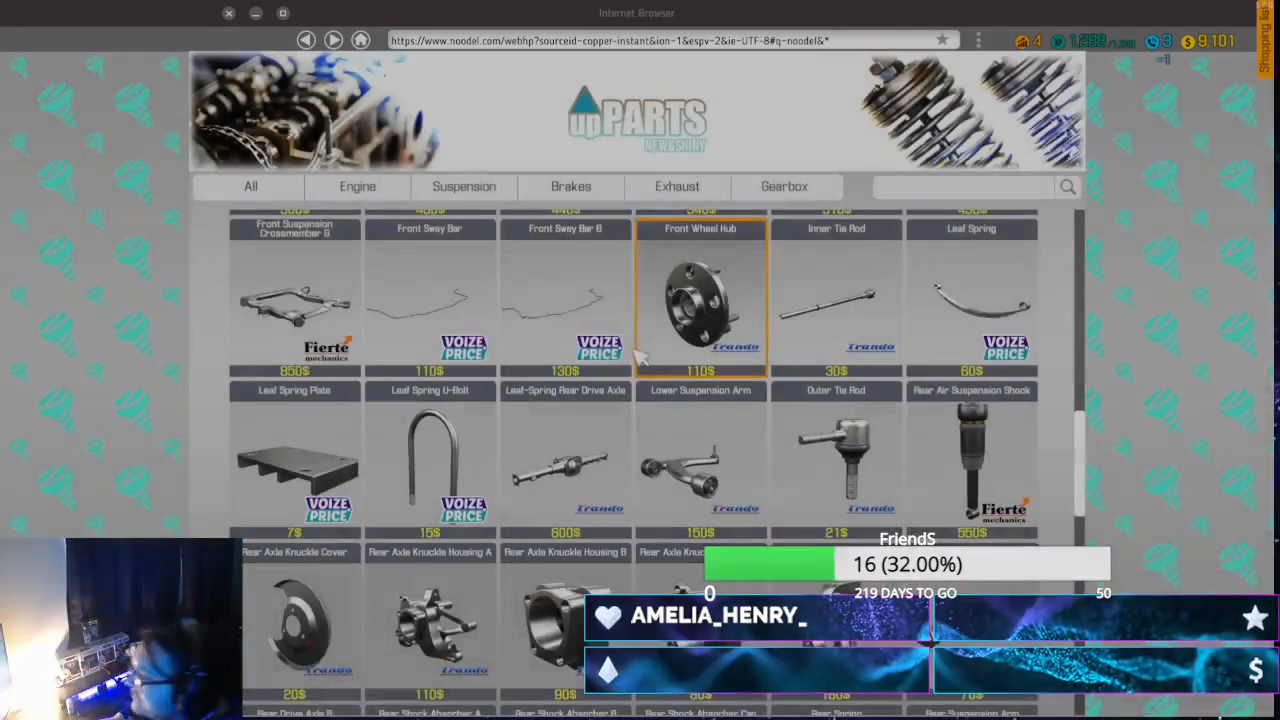 Internet Browser
https://www.noodel.com/webhp?sourceid-copper-instant&ion-1&espv-2&ie-UTF-8#q-noodel&*
4
3
9,101
Shopping list
upPARTS
NEW&SHINY
All
Engine
Suspension
Brakes
Exhaust
Gearbox
Front Suspension Crossmember G
Front Sway Bar
Front Sway Bar B
Front Wheel Hub
Inner Tie Rod
Leaf Spring
Fierte mechanics
VOIZE PRICE
VOIZE PRICE
Trando
Trando
VOIZE PRICE
850$
110$
130$
110$
30$
60$
Leaf Spring Plate
Leaf Spring U-Bolt
Leaf-Spring Rear Drive Axle
Lower Suspension Arm
Outer Tie Rod
Rear Air Suspension Shock
VOIZE PRICE
VOIZE PRICE
Trando
Trando
Trando
Fierte mechanics
7$
15$
600$
150$
21$
550$
FriendS
Rear Axle Knuckle Cover
Rear Axle Knuckle Housing A
Rear Axle Knuckle Housing B
16 (32.00%)
0
219 DAYS TO GO
50
AMELIA_HENRY_
Trando
Trando
20$
110$
90$